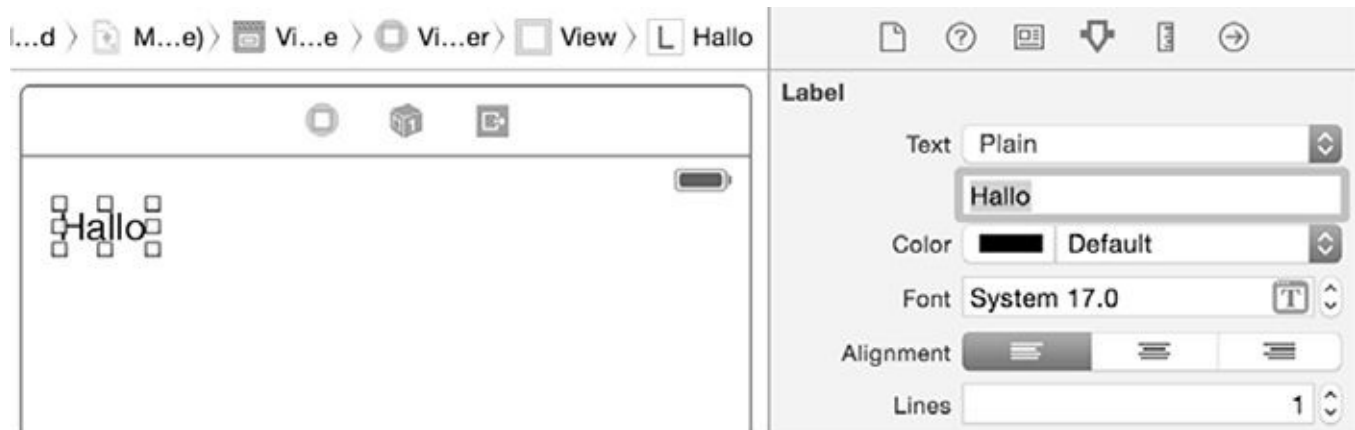 ...d 〉 M...e) 〉 Vi...e 〉 Vi...er 〉 View 〉 L Hallo
Hallo
Label
Text Plain
Hallo
Color Default
Font System 17.0 T
Alignment
Lines 1